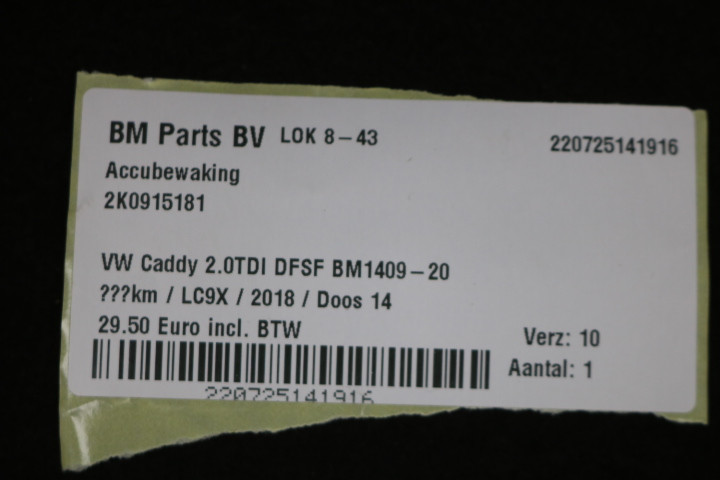 BM Parts BV LOK 8-43 220725141916
Accubewaking
2K0915181
VW Caddy 2.0TDI DFSF BM1409-20
???km / LC9X / 2018 / Doos 14
29.50 Euro incl. BTW Verz: 10
Aantal: 1
220725141916